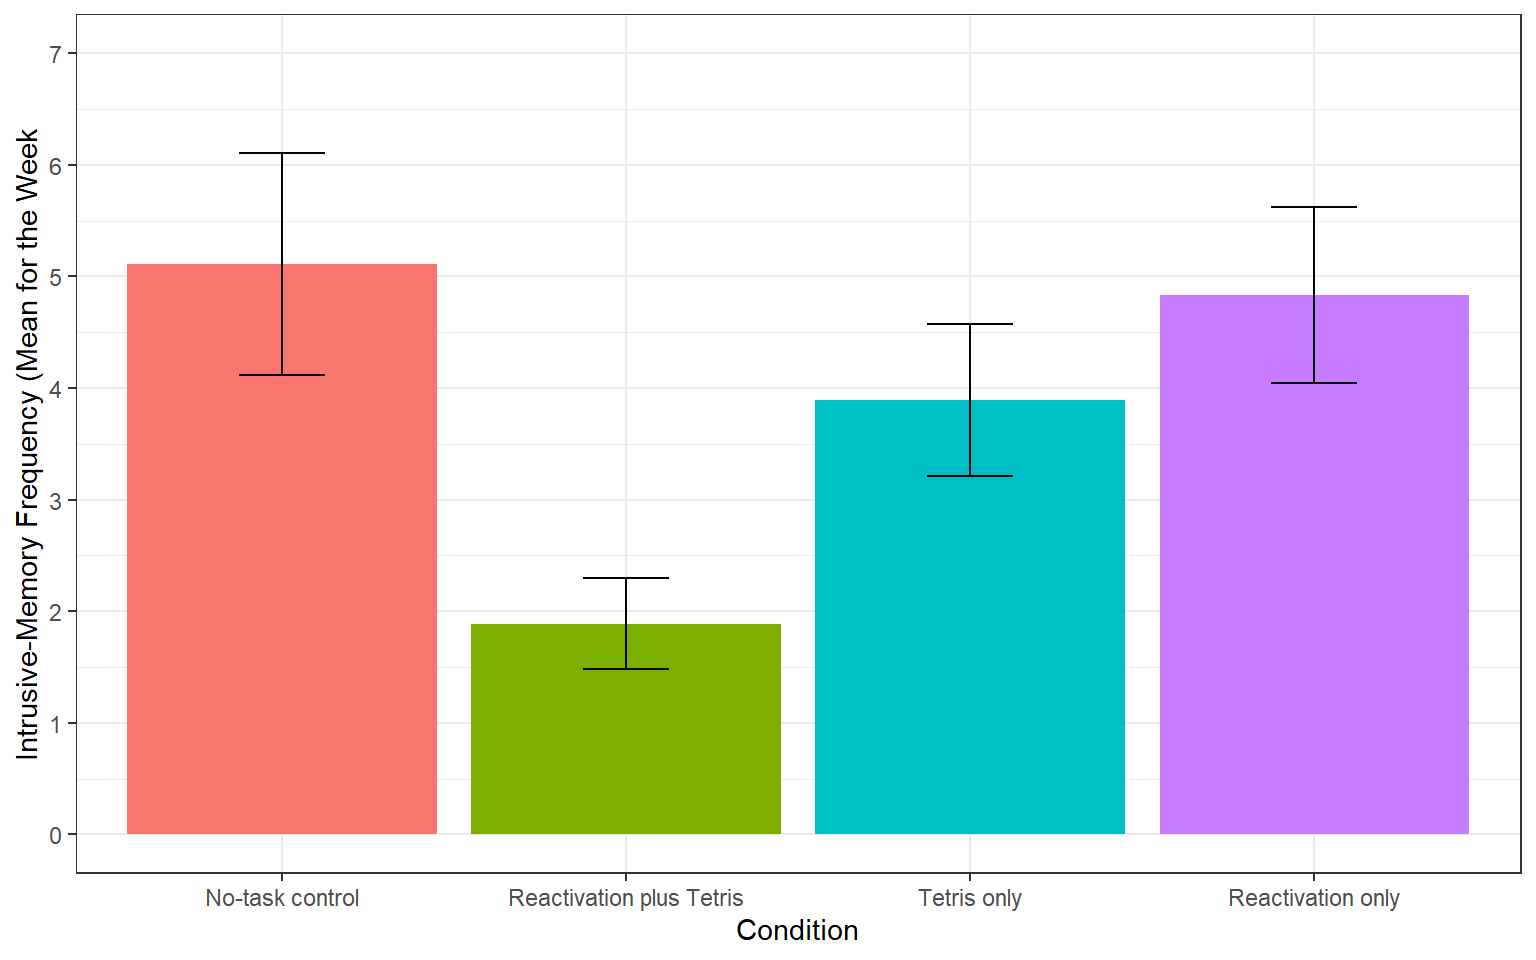 Intrusive-Memory Frequency (Mean for the Week
7
6
5
4
3
2
1
0
No-task control
Reactivation plus Tetris
Tetris only
Reactivation only
Condition